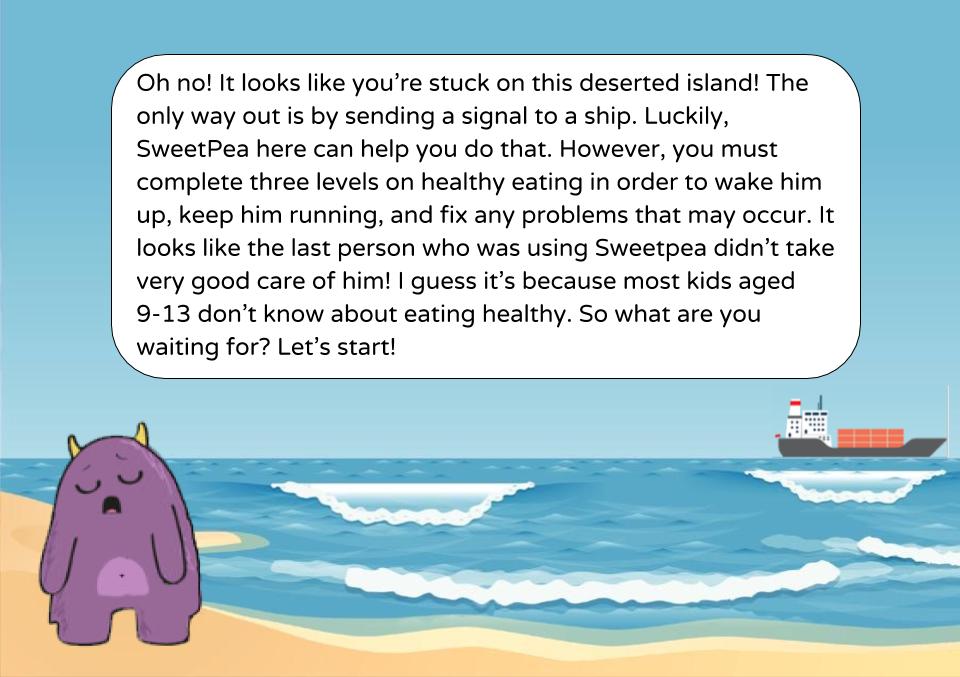 Oh no! It looks like you’re stuck on this deserted island! The
only way out is by sending a signal to a ship. Luckily,
SweetPea here can help you do that. However, you must
complete three levels on healthy eating in order to wake him
up, keep him running, and fix any problems that may occur. It
looks like the last person who was using Sweetpea didn’t take
very good care of him! I guess it’s because most kids aged
9-13 don’t know about eating healthy. So what are you
waiting for? Let’s start!